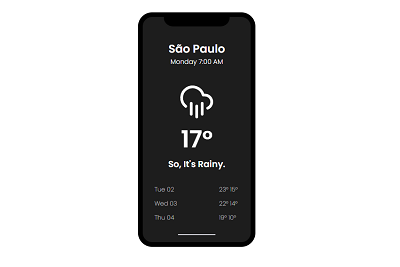 São Paulo
Monday 7:00 AM
17º
So, It's Rainy.
Tue 02 23º 15º
Wed 03 22º 14º
Thu 04 19º 10º